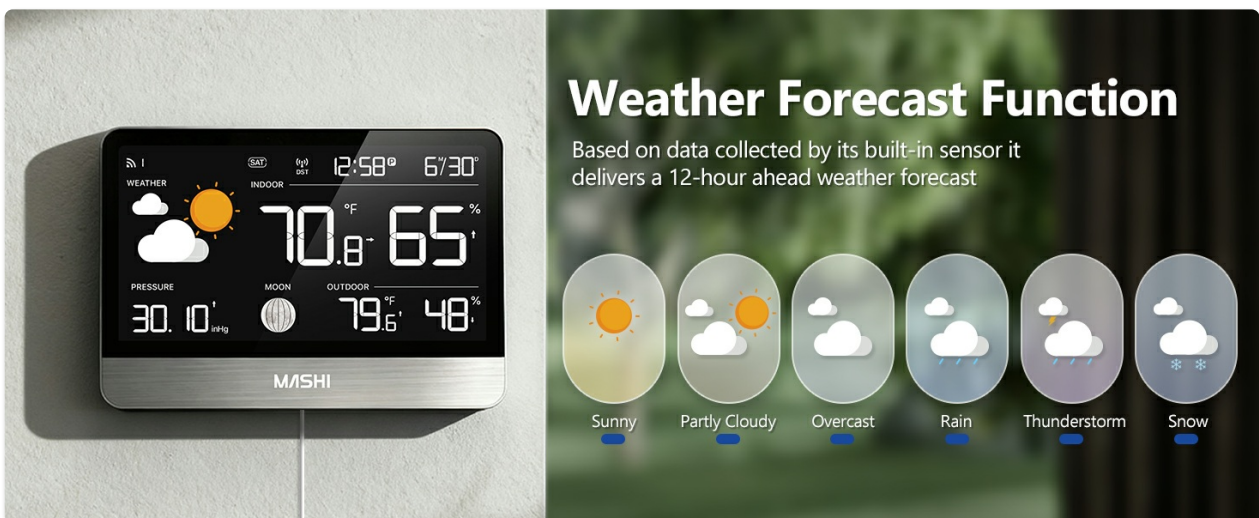 SAT
DST
12:58 P
6M/30D
WEATHER
INDOOR
70.8 °F
65%
PRESSURE
MOON
OUTDOOR
30.10 inHg
79.6 °F
48%
MASHI
Weather Forecast Function
Based on data collected by its built-in sensor it
delivers a 12-hour ahead weather forecast
Sunny
Partly Cloudy
Overcast
Rain
Thunderstorm
Snow